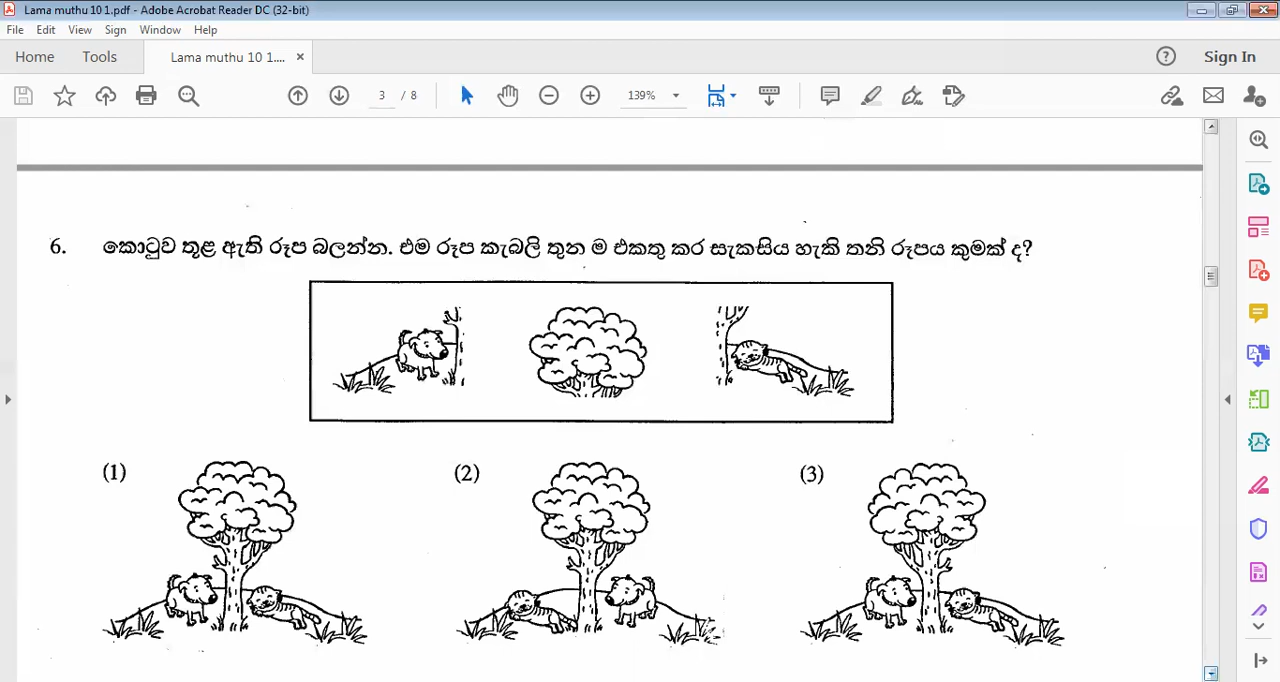 Lama muthu 10 1.pdf - Adobe Acrobat Reader DC (32-bit)
File Edit View Sign Window Help
Home Tools Lama muthu 10 1.... × Sign In
3 / 8 139%
6. කොටුව තුළ ඇති රූප බලන්න. එම රූප කැබලි තුන ම එකතු කර සැකසිය හැකි තනි රූපය කුමක් ද?
(1) (2) (3)